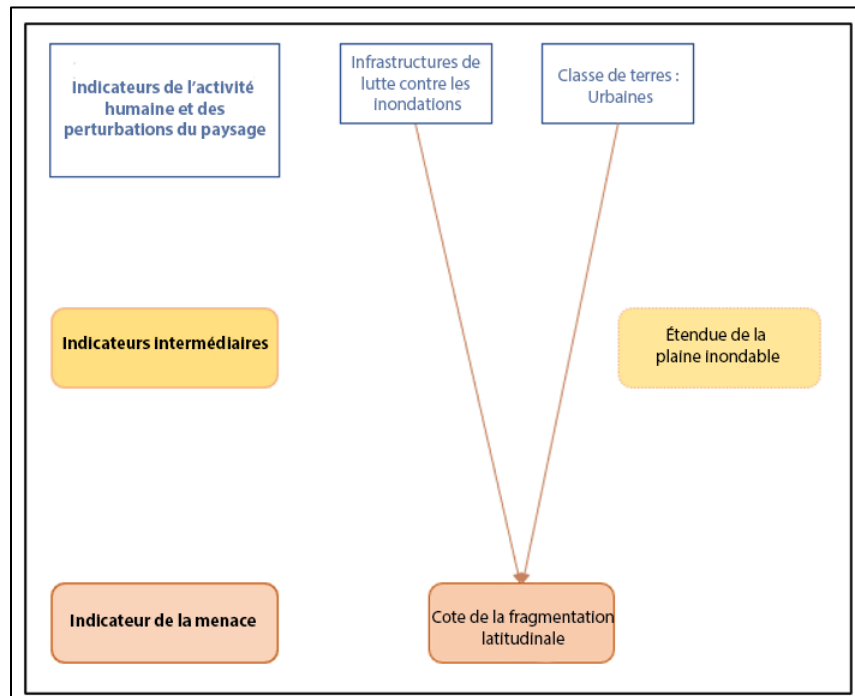 Indicateurs de l'activité
humaine et des
perturbations du paysage
Infrastructures de
lutte contre les
inondations
Classe de terres :
Urbaines
Indicateurs intermédiaires
Étendue de la
plaine inondable
Indicateur de la menace
Cote de la fragmentation
latitudinale